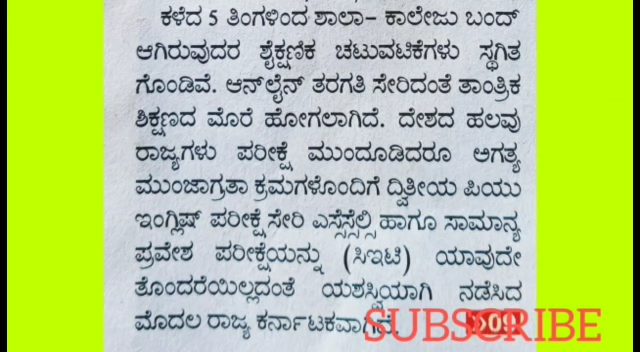 ಕಳೆದ 5 ತಿಂಗಳಿಂದ ಶಾಲಾ- ಕಾಲೇಜು ಬಂದ್
ಆಗಿರುವುದರ ಶೈಕ್ಷಣಿಕ ಚಟುವಟಿಕೆಗಳು ಸ್ಥಗಿತ
ಗೊಂಡಿವೆ. ಆನ್‌ಲೈನ್ ತರಗತಿ ಸೇರಿದಂತೆ ತಾಂತ್ರಿಕ
ಶಿಕ್ಷಣದ ಮೊರೆ ಹೋಗಲಾಗಿದೆ. ದೇಶದ ಹಲವು
ರಾಜ್ಯಗಳು ಪರೀಕ್ಷೆ ಮುಂದೂಡಿದರೂ ಅಗತ್ಯ
ಮುಂಜಾಗ್ರತಾ ಕ್ರಮಗಳೊಂದಿಗೆ ದ್ವಿತೀಯ ಪಿಯು
ಇಂಗ್ಲಿಷ್ ಪರೀಕ್ಷೆ ಸೇರಿ ಎಸ್ಸೆಸ್ಸೆಲ್ಸಿ ಹಾಗೂ ಸಾಮಾನ್ಯ
ಪ್ರವೇಶ ಪರೀಕ್ಷೆಯನ್ನು (ಸಿಇಟಿ) ಯಾವುದೇ
ತೊಂದರೆಯಿಲ್ಲದಂತೆ ಯಶಸ್ವಿಯಾಗಿ ನಡೆಸಿದ
ಮೊದಲ ರಾಜ್ಯ ಕರ್ನಾಟಕವಾಗಿದೆ.
SUBSCRIBE